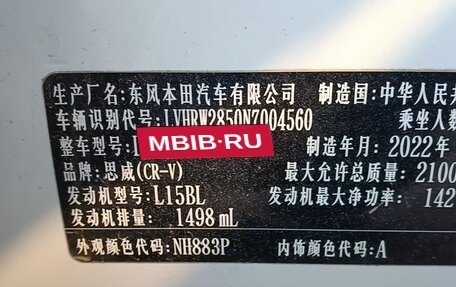 生产厂名:东风本田汽车有限公司 制造国:中华人民共
车辆识别代号:LVHRW2850N7004560 乘坐人数
整车型号: 制造年月:2022年
MBIB.RU
品牌:思威(CR-V) 最大允许总质量:2100
发动机型号:L15BL 发动机最大净功率:142
发动机排量:1498mL
外观颜色代码:NH883P 内饰颜色代码:A